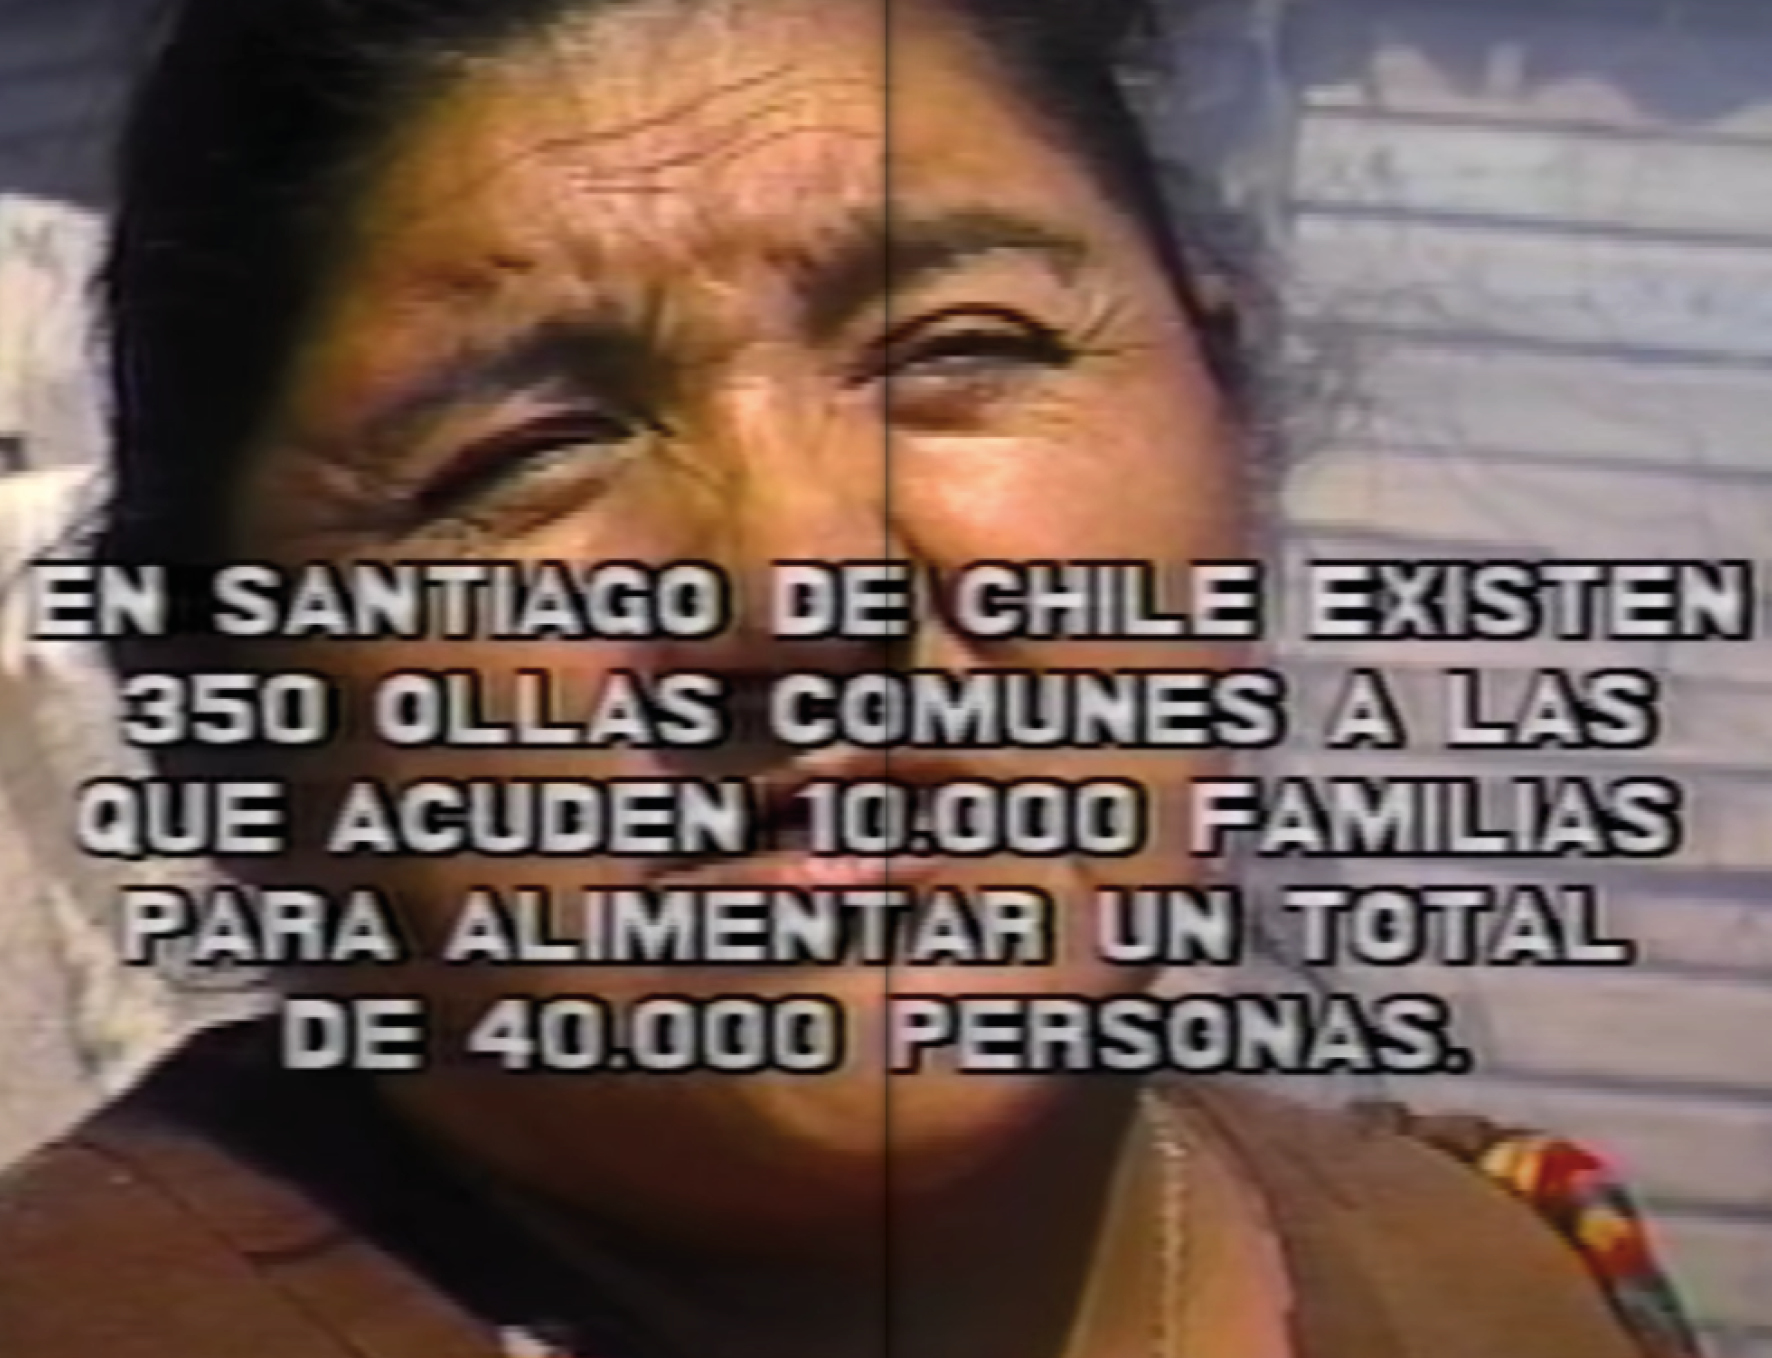 EN SANTIAGO DE CHILE EXISTEN
350 OLLAS COMUNES A LAS
QUE ACUDEN 10.000 FAMILIAS
PARA ALIMENTAR UN TOTAL
DE 40.000 PERSONAS.